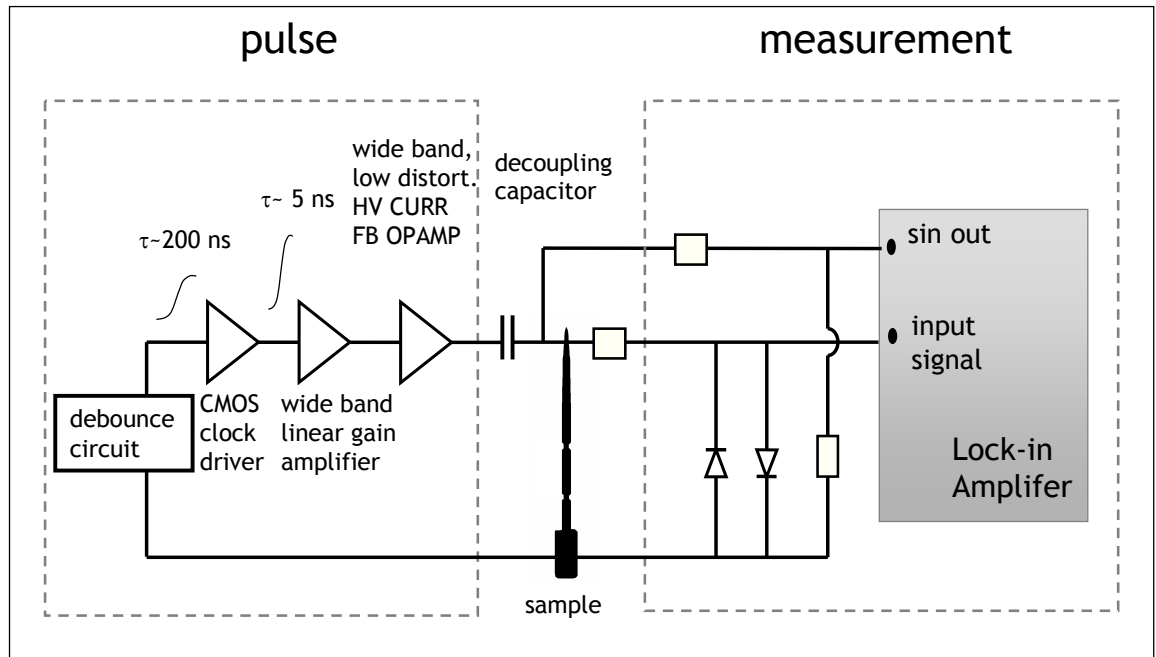 pulse
measurement
wide band,
low distort.
HV CURR
FB OPAMP
decoupling
capacitor
τ~ 5 ns
τ~200 ns
sin out
input
signal
debounce
circuit
CMOS
clock
driver
wide band
linear gain
amplifier
Lock-in
Amplifer
sample